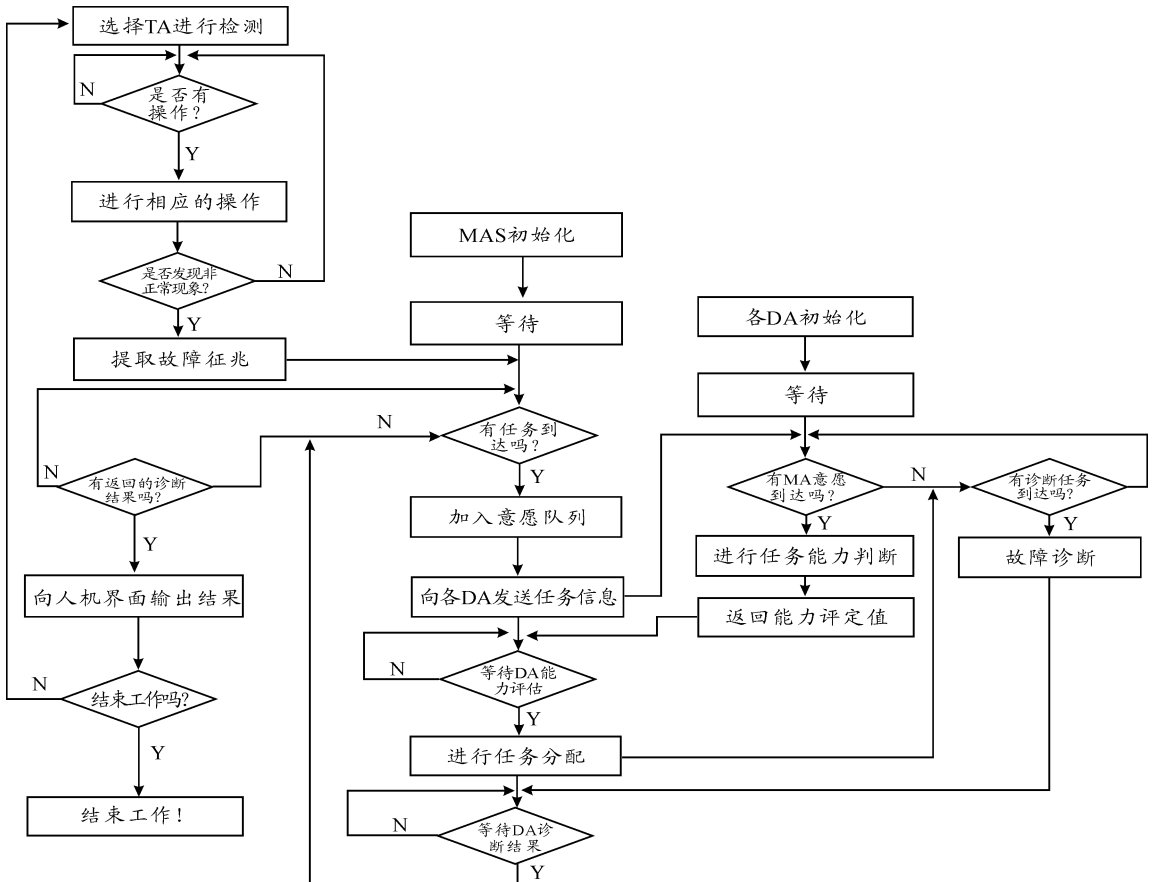 选择TA进行检测
N
是否有
操作？
Y
进行相应的操作
是否发现非
正常现象？
N
Y
提取故障征兆
MAS初始化
等待
N
有任务到
达吗？
N
有返回的诊断
结果吗？
Y
Y
加入意愿队列
向人机界面输出结果
向各DA发送任务信息
N
结束工作吗？
Y
结束工作！
N
等待DA能
力评估
Y
进行任务分配
N
等待DA诊
断结果
Y
各DA初始化
等待
有MA意愿
到达吗？
N
Y
进行任务能力判断
返回能力评定值
有诊断任务
到达吗？
Y
故障诊断